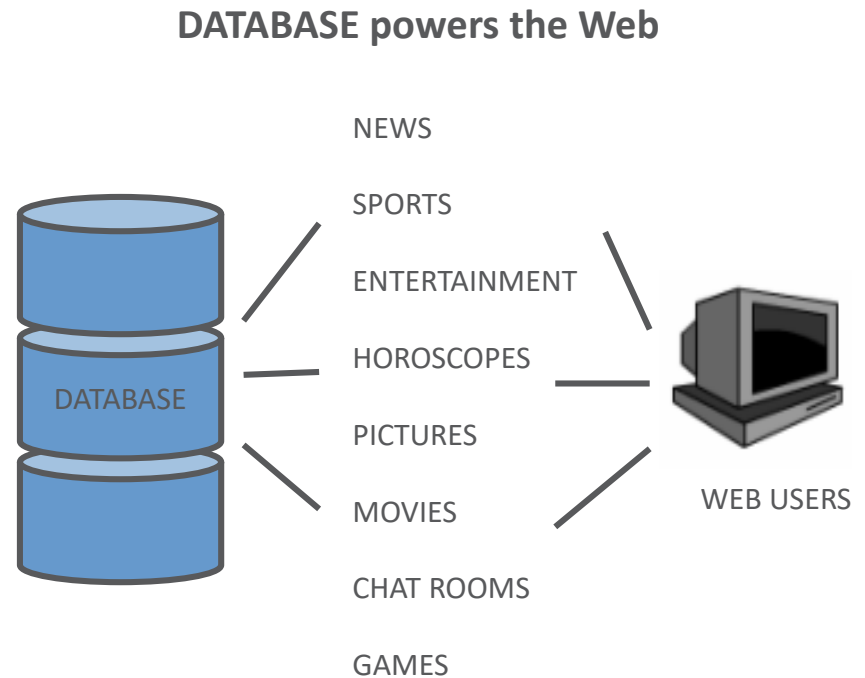 DATABASE powers the Web
NEWS
SPORTS
ENTERTAINMENT
HOROSCOPES
DATABASE
PICTURES
MOVIES
WEB USERS
CHAT ROOMS
GAMES